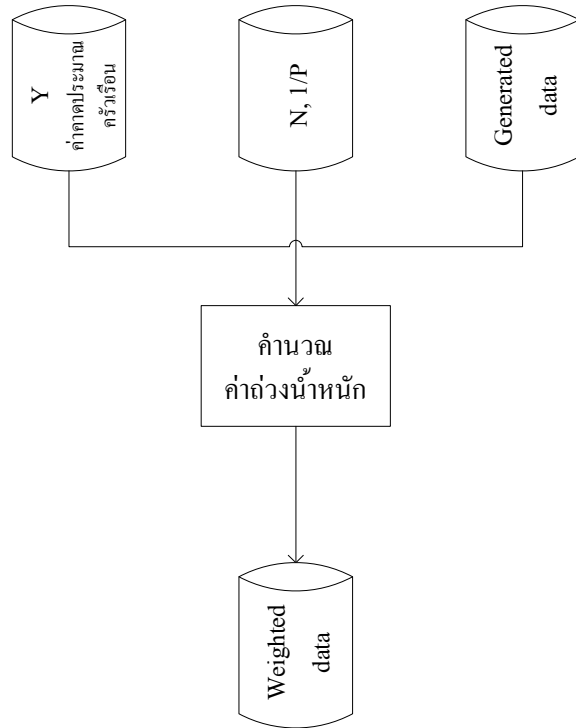 Y
ค่าคาดประมาณ
ครัวเรือน
N, 1/P
Generated
data
คำนวณ
ค่าถ่วงน้ำหนัก
Weighted
data